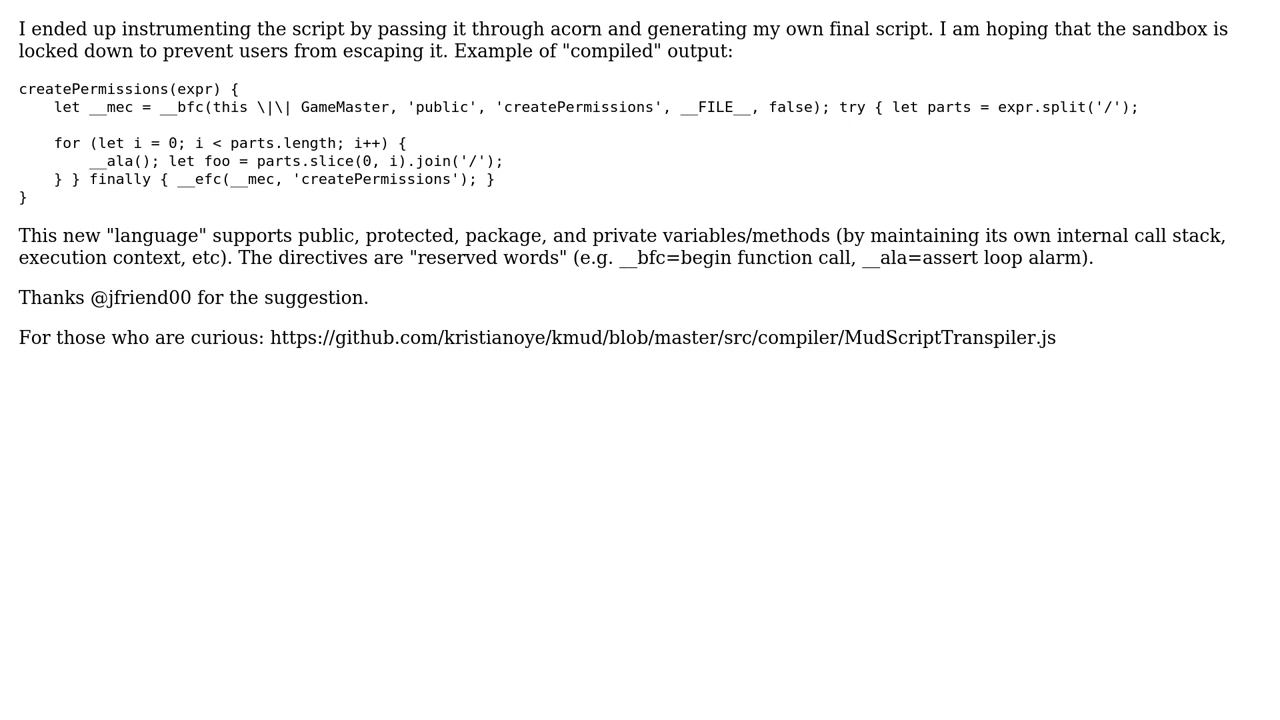 I ended up instrumenting the script by passing it through acorn and generating my own final script. I am hoping that the sandbox is
locked down to prevent users from escaping it. Example of "compiled" output:
createPermissions(expr) {
    let __mec = __bfc(this \|\| GameMaster, 'public', 'createPermissions', __FILE__, false); try { let parts = expr.split('/');
    for (let i = 0; i < parts.length; i++) {
        __ala(); let foo = parts.slice(0, i).join('/');
    } } finally { __efc(__mec, 'createPermissions'); }
}
This new "language" supports public, protected, package, and private variables/methods (by maintaining its own internal call stack,
execution context, etc). The directives are "reserved words" (e.g. __bfc=begin function call, __ala=assert loop alarm).
Thanks @jfriend00 for the suggestion.
For those who are curious: https://github.com/kristianoye/kmud/blob/master/src/compiler/MudScriptTranspiler.js